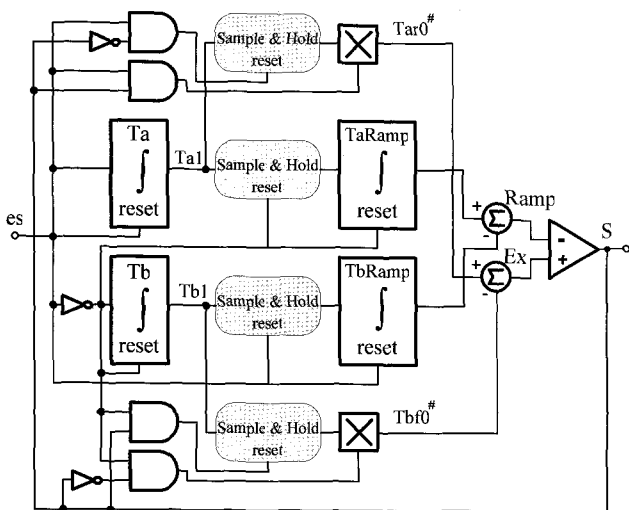 Sample & Hold
reset
Tar0#
Ta
∫
reset
Ta1
Sample & Hold
reset
TaRamp
∫
reset
+
-
Σ
Ramp
es
S
-
+
Tb
∫
reset
Tb1
Sample & Hold
reset
TbRamp
∫
reset
+
-
Σ
Ex
Sample & Hold
reset
Tbf0#